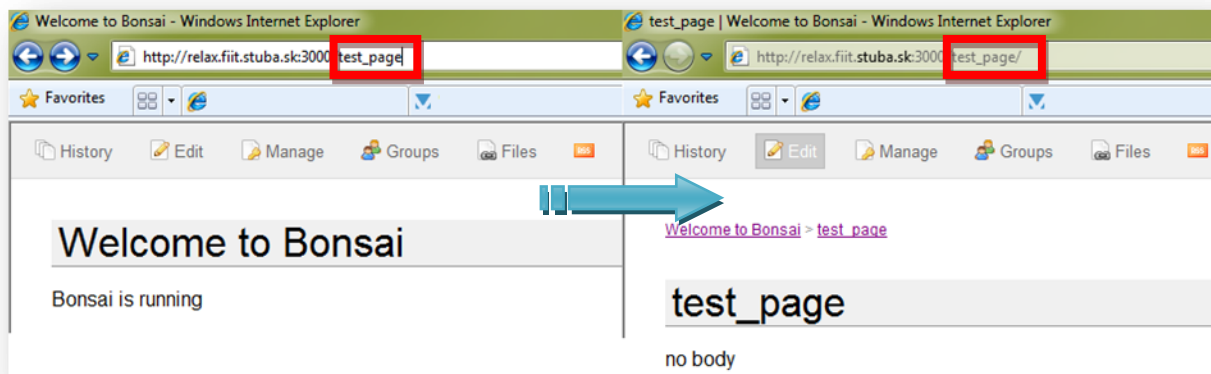 Welcome to Bonsai - Windows Internet Explorer
http://relax.fiit.stuba.sk:3000/test_page
Favorites
History Edit Manage Groups Files RSS
Welcome to Bonsai
Bonsai is running
test_page | Welcome to Bonsai - Windows Internet Explorer
http://relax.fiit.stuba.sk:3000/test_page/
Favorites
History Edit Manage Groups Files RSS
Welcome to Bonsai > test_page
test_page
no body